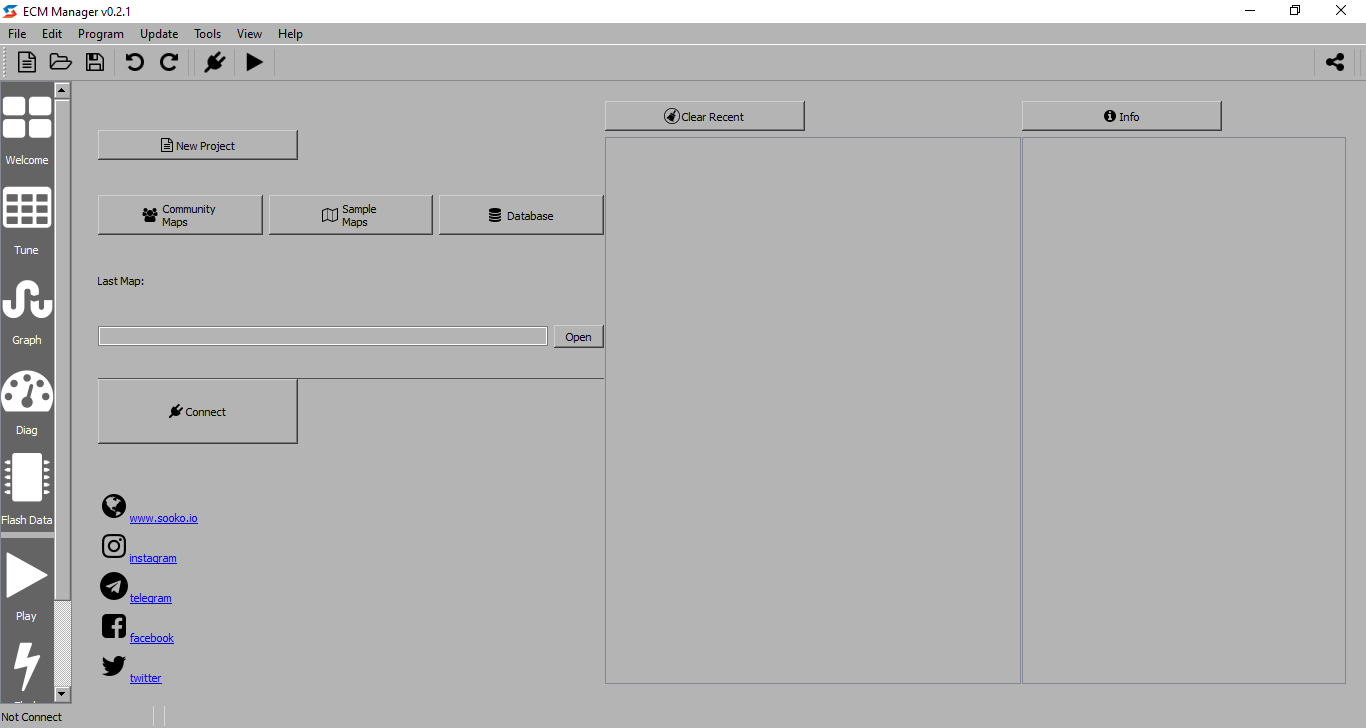 ECM Manager v0.2.1
File Edit Program Update Tools View Help
Welcome
Tune
Graph
Diag
Flash Data
Play
New Project
Community
Maps
Sample
Maps
Database
Last Map:
Open
Connect
www.sooko.io
instagram
telegram
facebook
twitter
Clear Recent
Info
Not Connect